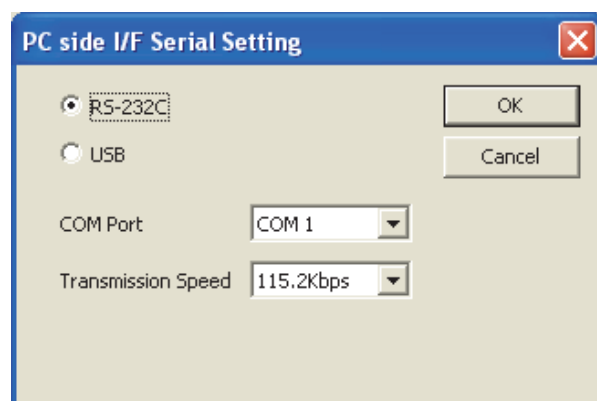 PC side I/F Serial Setting
RS-232C
OK
USB
Cancel
COM Port
COM 1
Transmission Speed
115.2Kbps